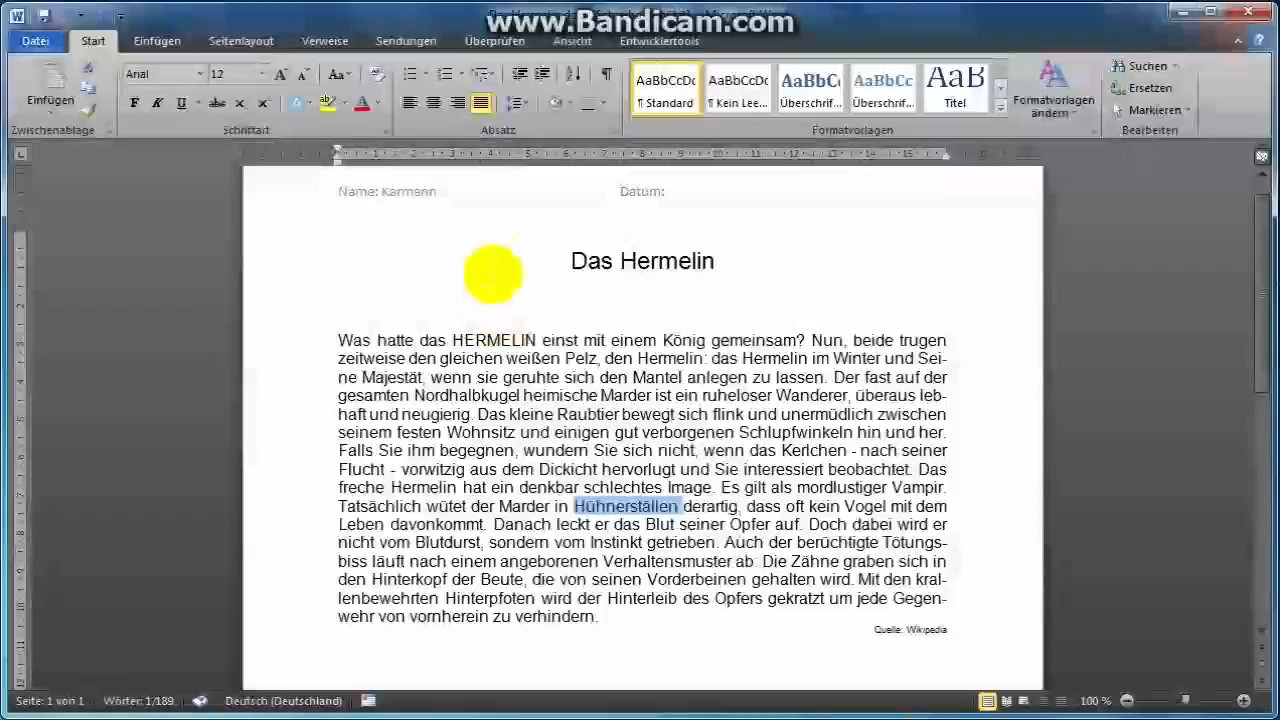 www.Bandicam.com
Datei Start Einfügen Seitenlayout Verweise Sendungen Überprüfen Ansicht Entwicklertools
Einfügen
Zwischenablage
Arial 12
F K U abc
Schriftart
Absatz
AaBbCcDc AaBbCcDc AaBbC AaBbCc AaB
¶ Standard ¶ Kein Lee... Überschrif... Überschrif... Titel
Formatvorlagen
Formatvorlagen ändern
Suchen
Ersetzen
Markieren
Bearbeiten
Name: Karmann Datum:
Das Hermelin
Was hatte das HERMELIN einst mit einem König gemeinsam? Nun, beide trugen
zeitweise den gleichen weißen Pelz, den Hermelin: das Hermelin im Winter und Sei-
ne Majestät, wenn sie geruhte sich den Mantel anlegen zu lassen. Der fast auf der
gesamten Nordhalbkugel heimische Marder ist ein ruheloser Wanderer, überaus leb-
haft und neugierig. Das kleine Raubtier bewegt sich flink und unermüdlich zwischen
seinem festen Wohnsitz und einigen gut verborgenen Schlupfwinkeln hin und her.
Falls Sie ihm begegnen, wundern Sie sich nicht, wenn das Kerlchen - nach seiner
Flucht - vorwitzig aus dem Dickicht hervorlugt und Sie interessiert beobachtet. Das
freche Hermelin hat ein denkbar schlechtes Image. Es gilt als mordlustiger Vampir.
Tatsächlich wütet der Marder in Hühnerställen derartig, dass oft kein Vogel mit dem
Leben davonkommt. Danach leckt er das Blut seiner Opfer auf. Doch dabei wird er
nicht vom Blutdurst, sondern vom Instinkt getrieben. Auch der berüchtigte Tötungs-
biss läuft nach einem angeborenen Verhaltensmuster ab: Die Zähne graben sich in
den Hinterkopf der Beute, die von seinen Vorderbeinen gehalten wird. Mit den kral-
lenbewehrten Hinterpfoten wird der Hinterleib des Opfers gekratzt um jede Gegen-
wehr von vornherein zu verhindern.
Quelle: Wikipedia
Seite: 1 von 1 Wörter: 1/189 Deutsch (Deutschland) 100 %